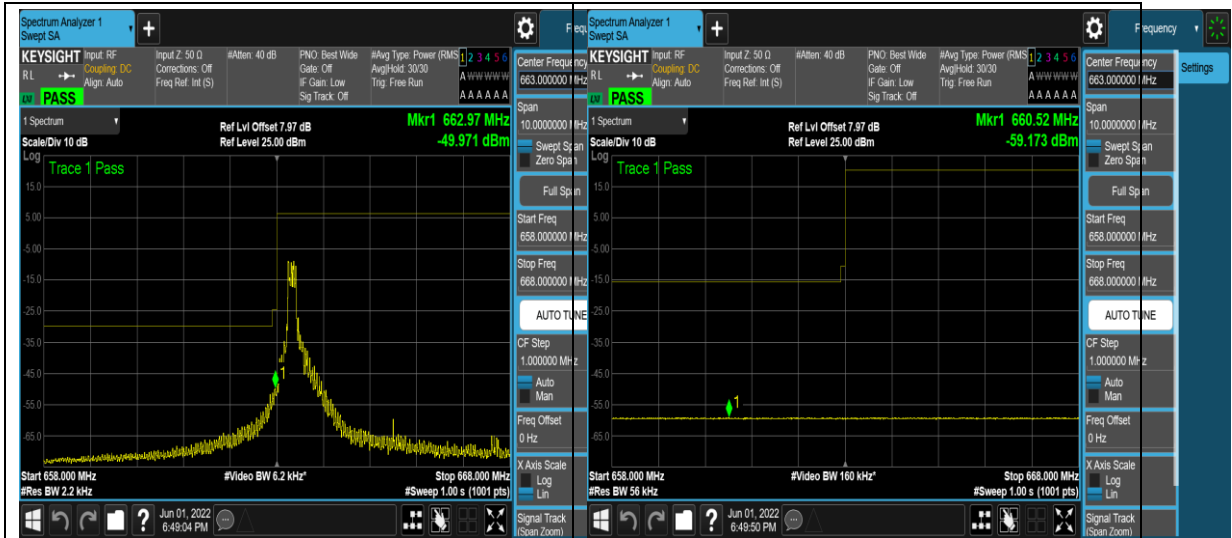 Spectrum Analyzer 1
Swept SA
KEYSIGHT
RL
PASS
Input: RF
Coupling: DC
Align: Auto
Input Z: 50 Ω
Corrections: Off
Freq Ref: Int (S)
#Atten: 40 dB
PNO: Best Wide
Gate: Off
IF Gain: Low
Sig Track: Off
#Avg Type: Power (RMS
Avg|Hold: 30/30
Trig: Free Run
1 2 3 4 5 6
A W W W W W
A A A A A A
1 Spectrum
Scale/Div 10 dB
Log
Ref Lvl Offset 7.97 dB
Ref Level 25.00 dBm
Mkr1 662.97 MHz
-49.971 dBm
Trace 1 Pass
15.0
5.00
-5.00
-15.0
-25.0
-35.0
-45.0
-55.0
-65.0
1
Start 658.000 MHz
#Res BW 2.2 kHz
#Video BW 6.2 kHz*
Stop 668.000 MHz
#Sweep 1.00 s (1001 pts)
?
Jun 01, 2022
6:49:04 PM
Center Frequency
663.000000 MHz
Span
10.0000000 MHz
Swept Span
Zero Span
Full Span
Start Freq
658.000000 MHz
Stop Freq
668.000000 MHz
AUTO TUNE
CF Step
1.000000 MHz
Auto
Man
Freq Offset
0 Hz
X Axis Scale
Log
Lin
Signal Track
(Span Zoom)
Spectrum Analyzer 1
Swept SA
Frequency
KEYSIGHT
RL
PASS
Input: RF
Coupling: DC
Align: Auto
Input Z: 50 Ω
Corrections: Off
Freq Ref: Int (S)
#Atten: 40 dB
PNO: Best Wide
Gate: Off
IF Gain: Low
Sig Track: Off
#Avg Type: Power (RMS
Avg|Hold: 30/30
Trig: Free Run
1 2 3 4 5 6
A W W W W W
A A A A A A
1 Spectrum
Scale/Div 10 dB
Log
Ref Lvl Offset 7.97 dB
Ref Level 25.00 dBm
Mkr1 660.52 MHz
-59.173 dBm
Trace 1 Pass
15.0
5.00
-5.00
-15.0
-25.0
-35.0
-45.0
-55.0
-65.0
1
Start 658.000 MHz
#Res BW 56 kHz
#Video BW 160 kHz*
Stop 668.000 MHz
#Sweep 1.00 s (1001 pts)
?
Jun 01, 2022
6:49:50 PM
Center Frequency
663.000000 MHz
Settings
Span
10.0000000 MHz
Swept Span
Zero Span
Full Span
Start Freq
658.000000 MHz
Stop Freq
668.000000 MHz
AUTO TUNE
CF Step
1.000000 MHz
Auto
Man
Freq Offset
0 Hz
X Axis Scale
Log
Lin
Signal Track
(Span Zoom)